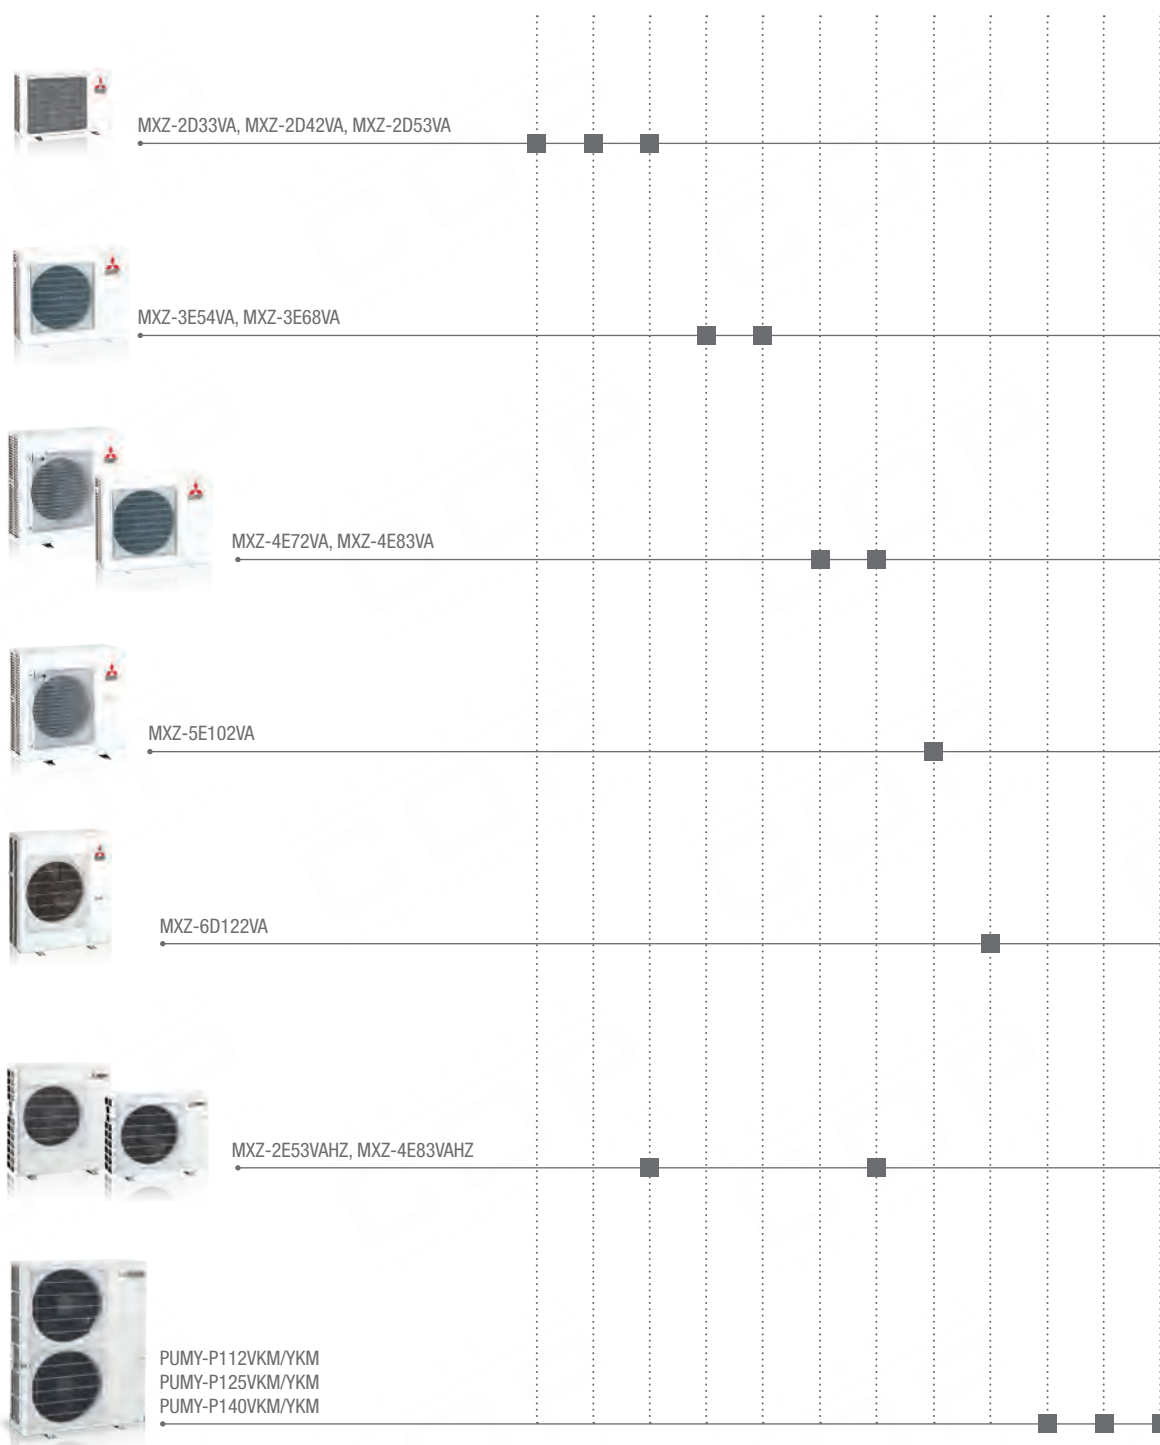 MXZ-2D33VA, MXZ-2D42VA, MXZ-2D53VA
MXZ-3E54VA, MXZ-3E68VA
MXZ-4E72VA, MXZ-4E83VA
MXZ-5E102VA
MXZ-6D122VA
MXZ-2E53VAHZ, MXZ-4E83VAHZ
PUMY-P112VKM/YKM
PUMY-P125VKM/YKM
PUMY-P140VKM/YKM